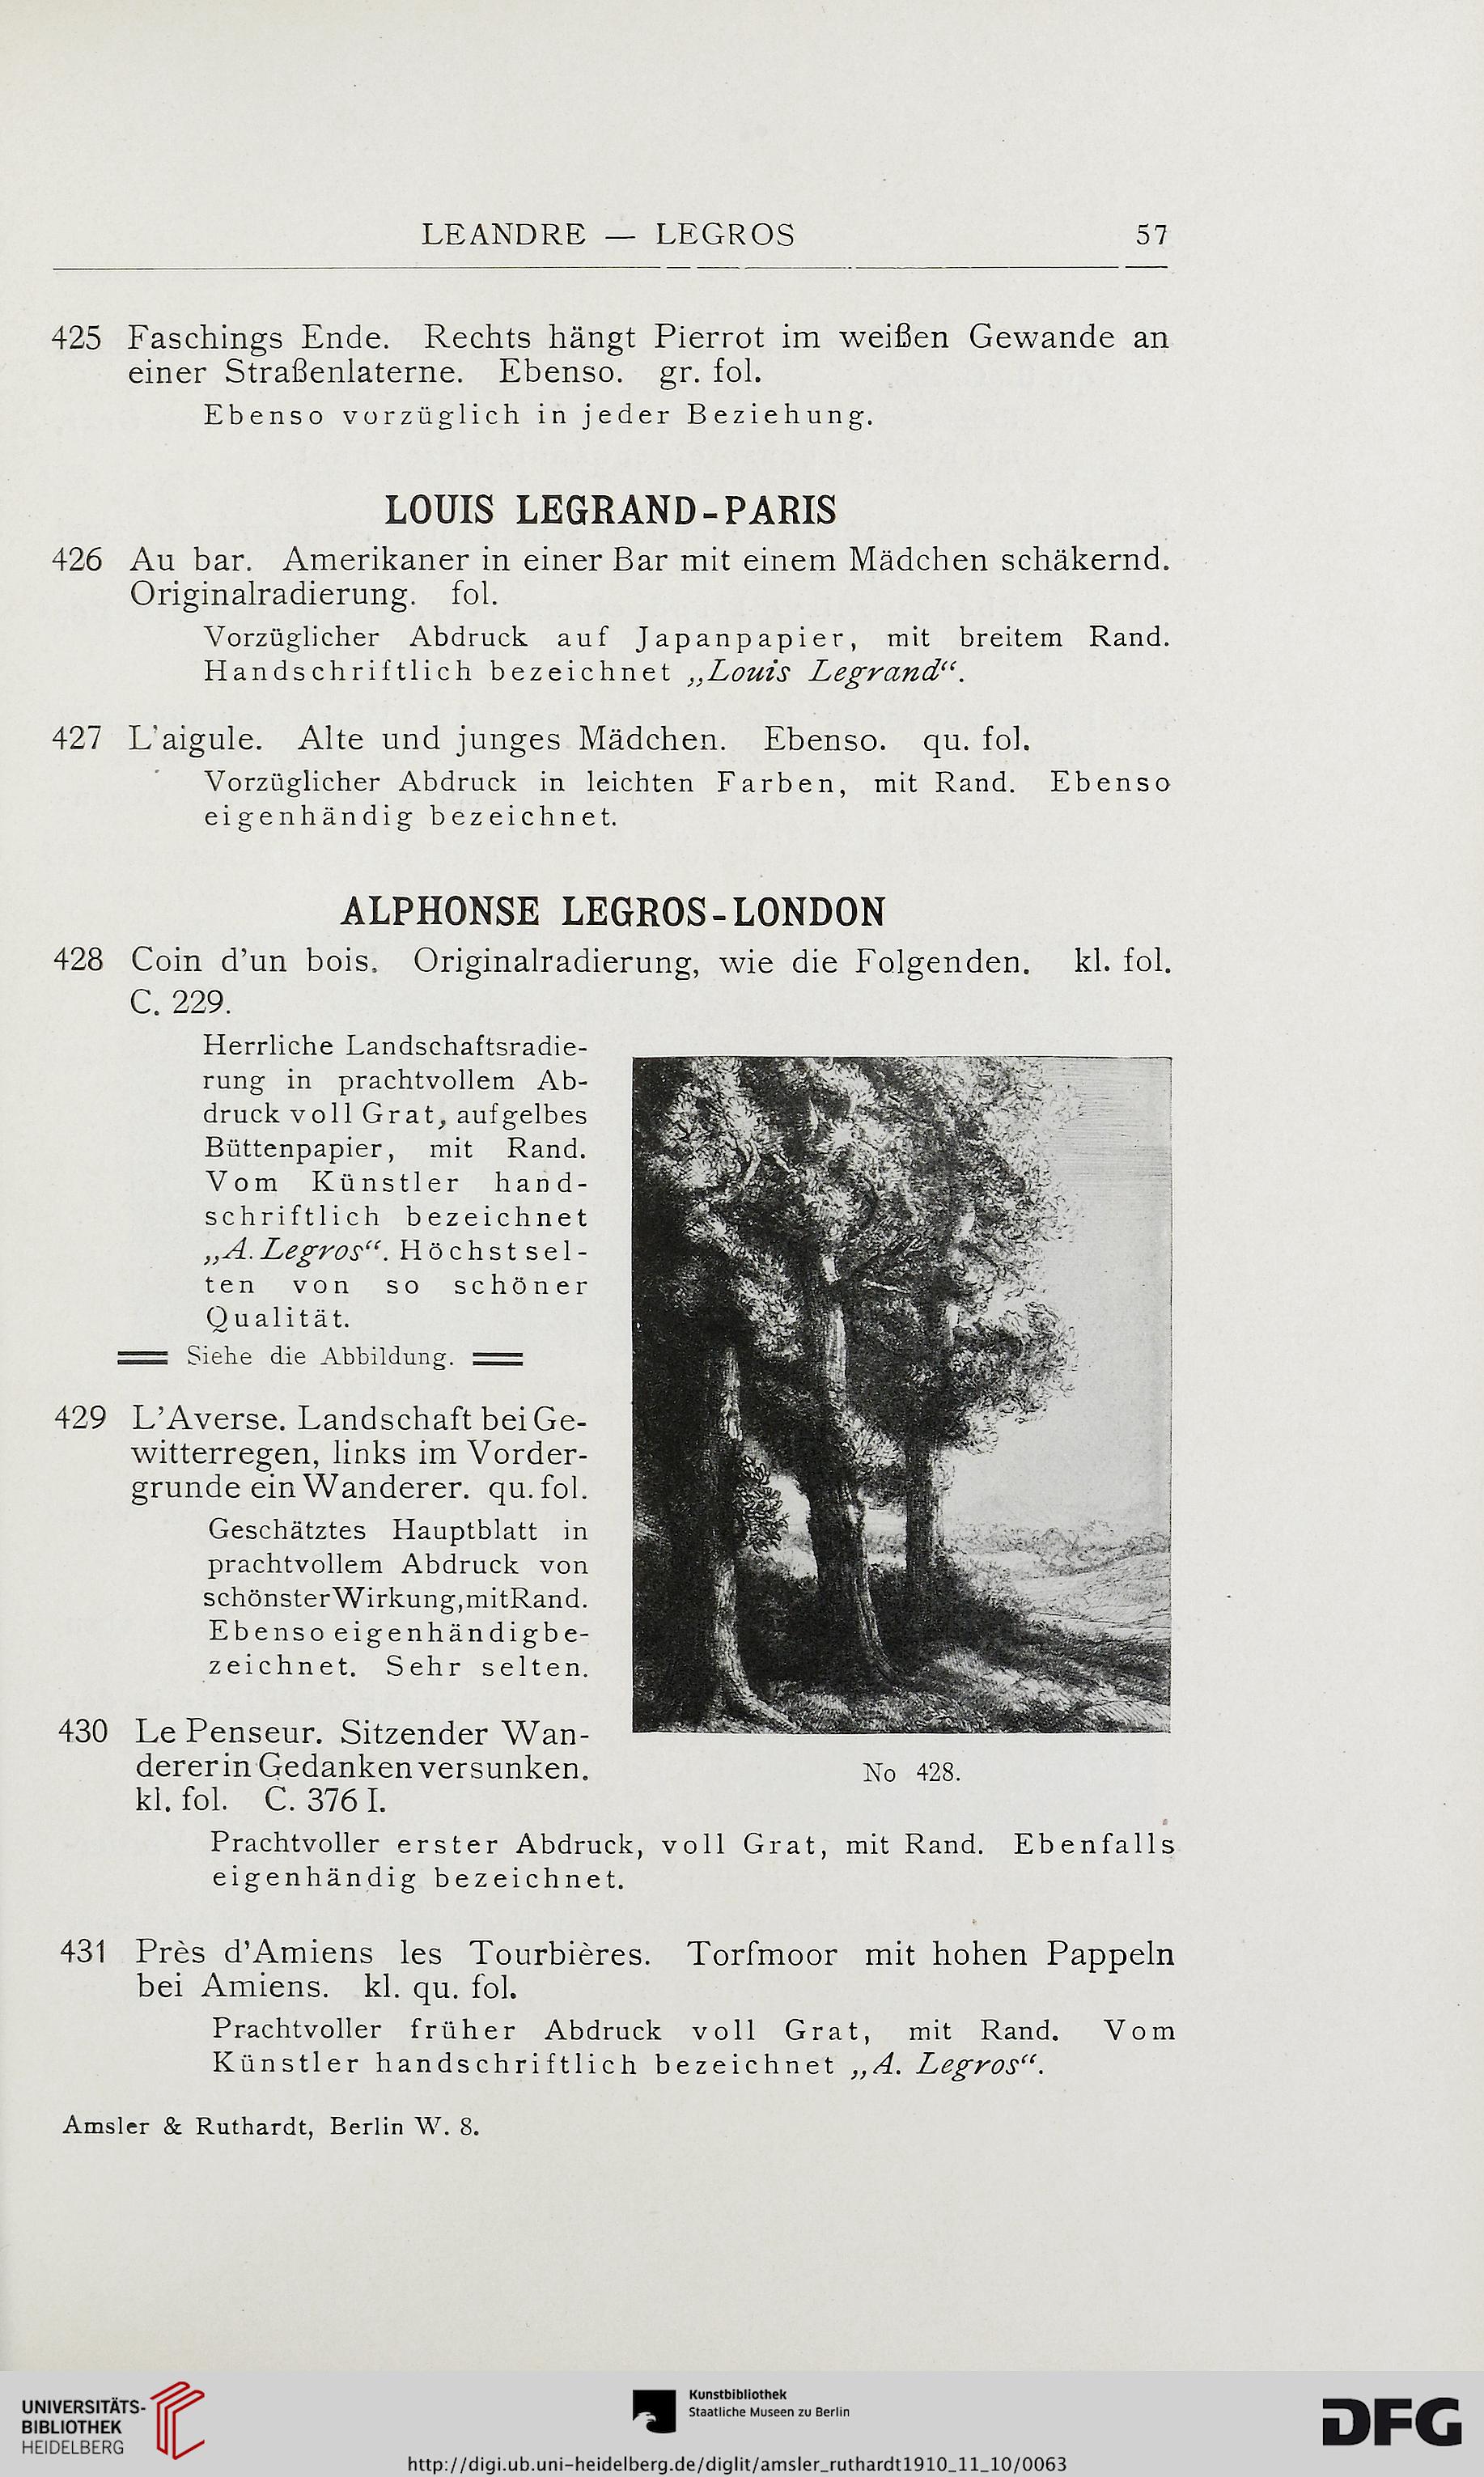 LEANDRE — LEGROS 57
425 Faschings Ende. Rechts hängt Pierrot im weißen Gewande an
einer Straßenlaterne. Ebenso. gr. fol.
Ebenso vorzüglich in jeder Beziehung.
LOUIS LEGRAND-PARIS
426 Au bar. Amerikaner in einer Bar mit einem Mädchen schäkernd.
Originalradierung. fol.
Vorzüglicher Abdruck auf Japanpapier, mit breitem Rand.
Handschriftlich bezeichnet „Louis Legrand“.
427 L'aigule. Alte und junges Mädchen. Ebenso. qu. fol.
Vorzüglicher Abdruck in leichten Farben, mit Rand. Ebenso
eigenhändig bezeichnet.
ALPHONSE LEGROS-LONDON
428 Coin d'un bois. Originalradierung, wie die Folgenden. kl. fol.
C. 229.
Herrliche Landschaftsradie-
rung in prachtvollem Ab-
druck voll Grat, auf gelbes
Büttenpapier, mit Rand.
Vom Künstler hand-
schriftlich bezeichnet
„A. Legros“. Höchst sel-
ten von so schöner
Qualität.
Siehe die Abbildung.
429 L'Averse. Landschaft bei Ge-
witterregen, links im Vorder-
grunde ein Wanderer. qu. fol.
Geschätztes Hauptblatt in
prachtvollem Abdruck von
schönster Wirkung, mit Rand.
Ebenso eigenhändig be-
zeichnet. Sehr selten.
430 Le Penseur. Sitzender Wan-
derer in Gedanken versunken.
kl. fol. C. 376 I.
No 428.
Prachtvoller erster Abdruck, voll Grat, mit Rand. Ebenfalls
eigenhändig bezeichnet.
431 Près d'Amiens les Tourbières. Torfmoor mit hohen Pappeln
bei Amiens. kl. qu. fol.
Prachtvoller früher Abdruck voll Grat, mit Rand. Vom
Künstler handschriftlich bezeichnet „A. Legros“.
Amsler & Ruthardt, Berlin W. 8.
UNIVERSITÄTS-
BIBLIOTHEK
HEIDELBERG
Kunstbibliothek
Staatliche Museen zu Berlin
DFG
http://digi.ub.uni-heidelberg.de/diglit/amsler_ruthardt1910_11_10/0063